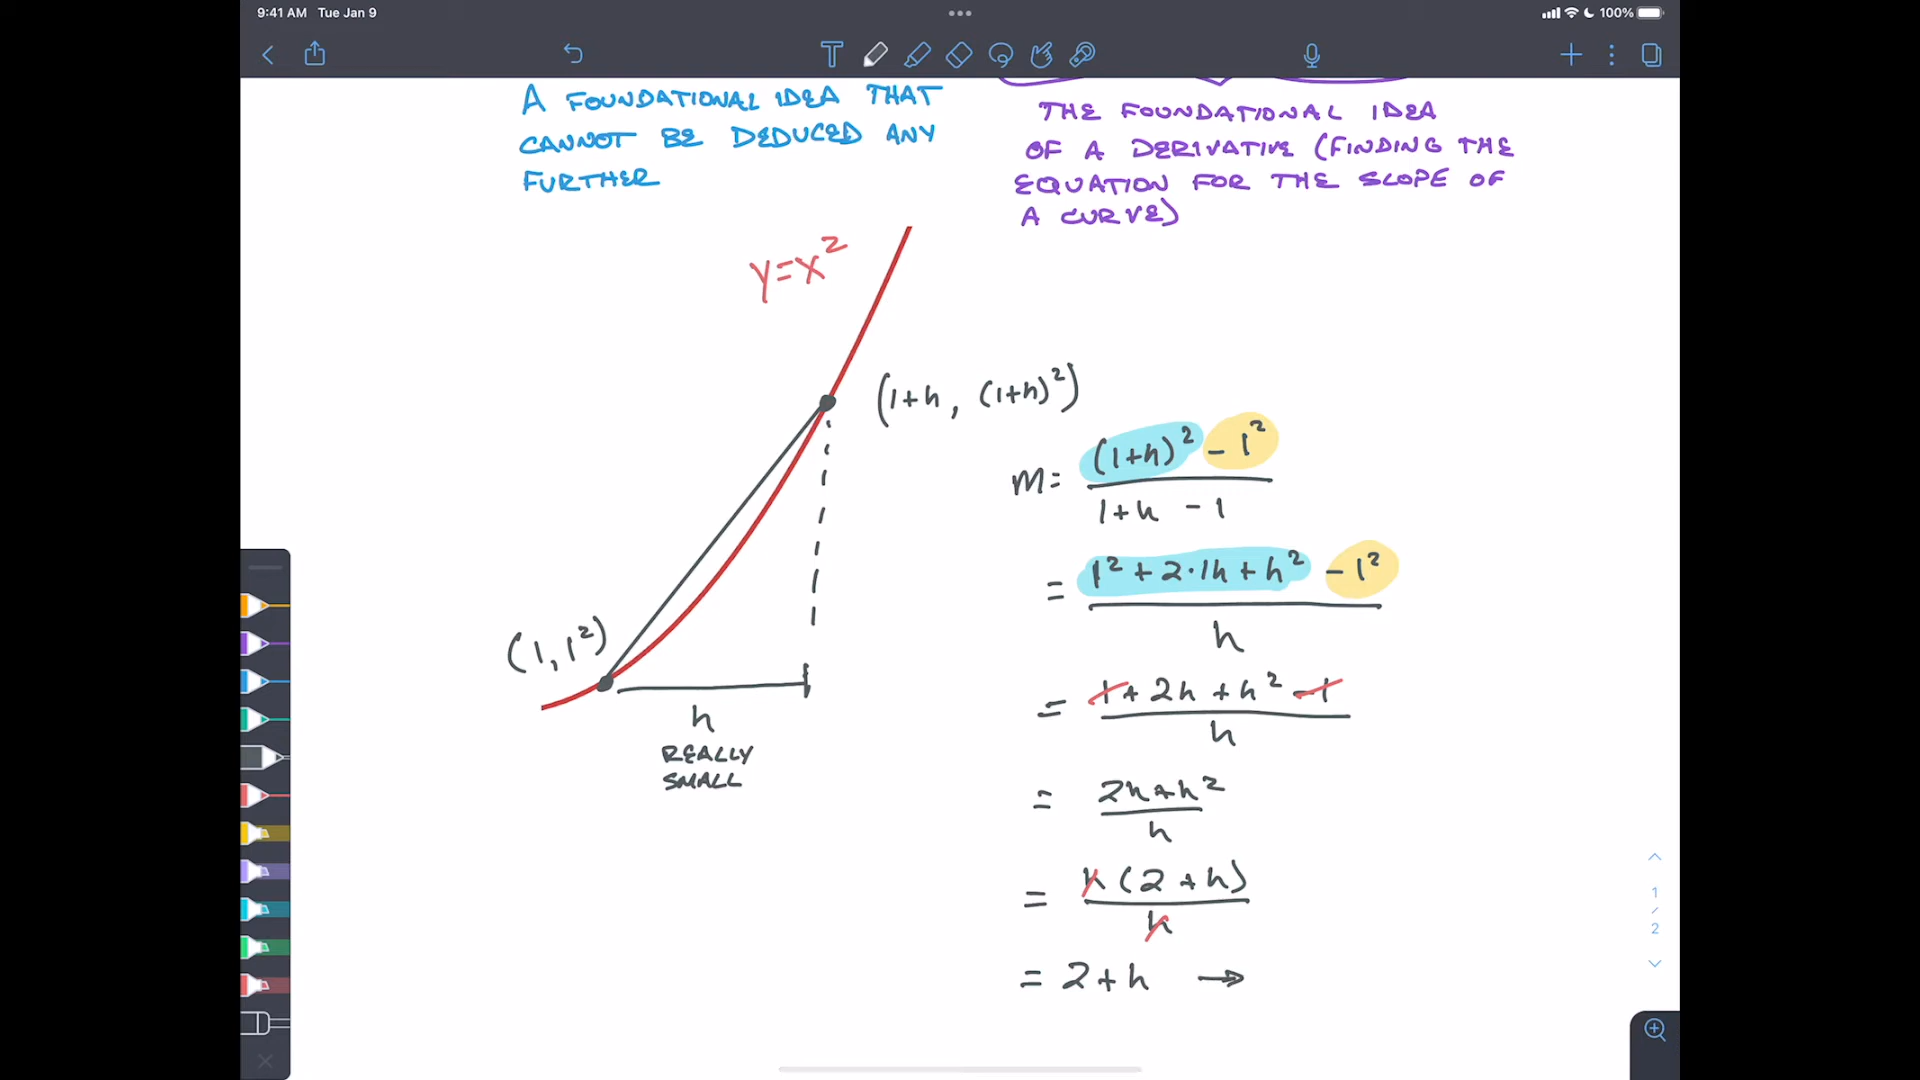 9:41 AM Tue Jan 9
100%
A FOUNDATIONAL IDEA THAT
CANNOT BE DEDUCED ANY
FURTHER
THE FOUNDATIONAL IDEA
OF A DERIVATIVE (FINDING THE
EQUATION FOR THE SLOPE OF
A CURVE)
y=x²
(1+h, (1+h)²)
m= (1+h)² - 1² / 1+h - 1
= 1² + 2·1h + h² - 1² / h
(1, 1²)
= 1 + 2h + h² - 1 / h
h
REALLY
SMALL
= 2h+h² / h
= h(2+h) / h
= 2+h →
1
/
2